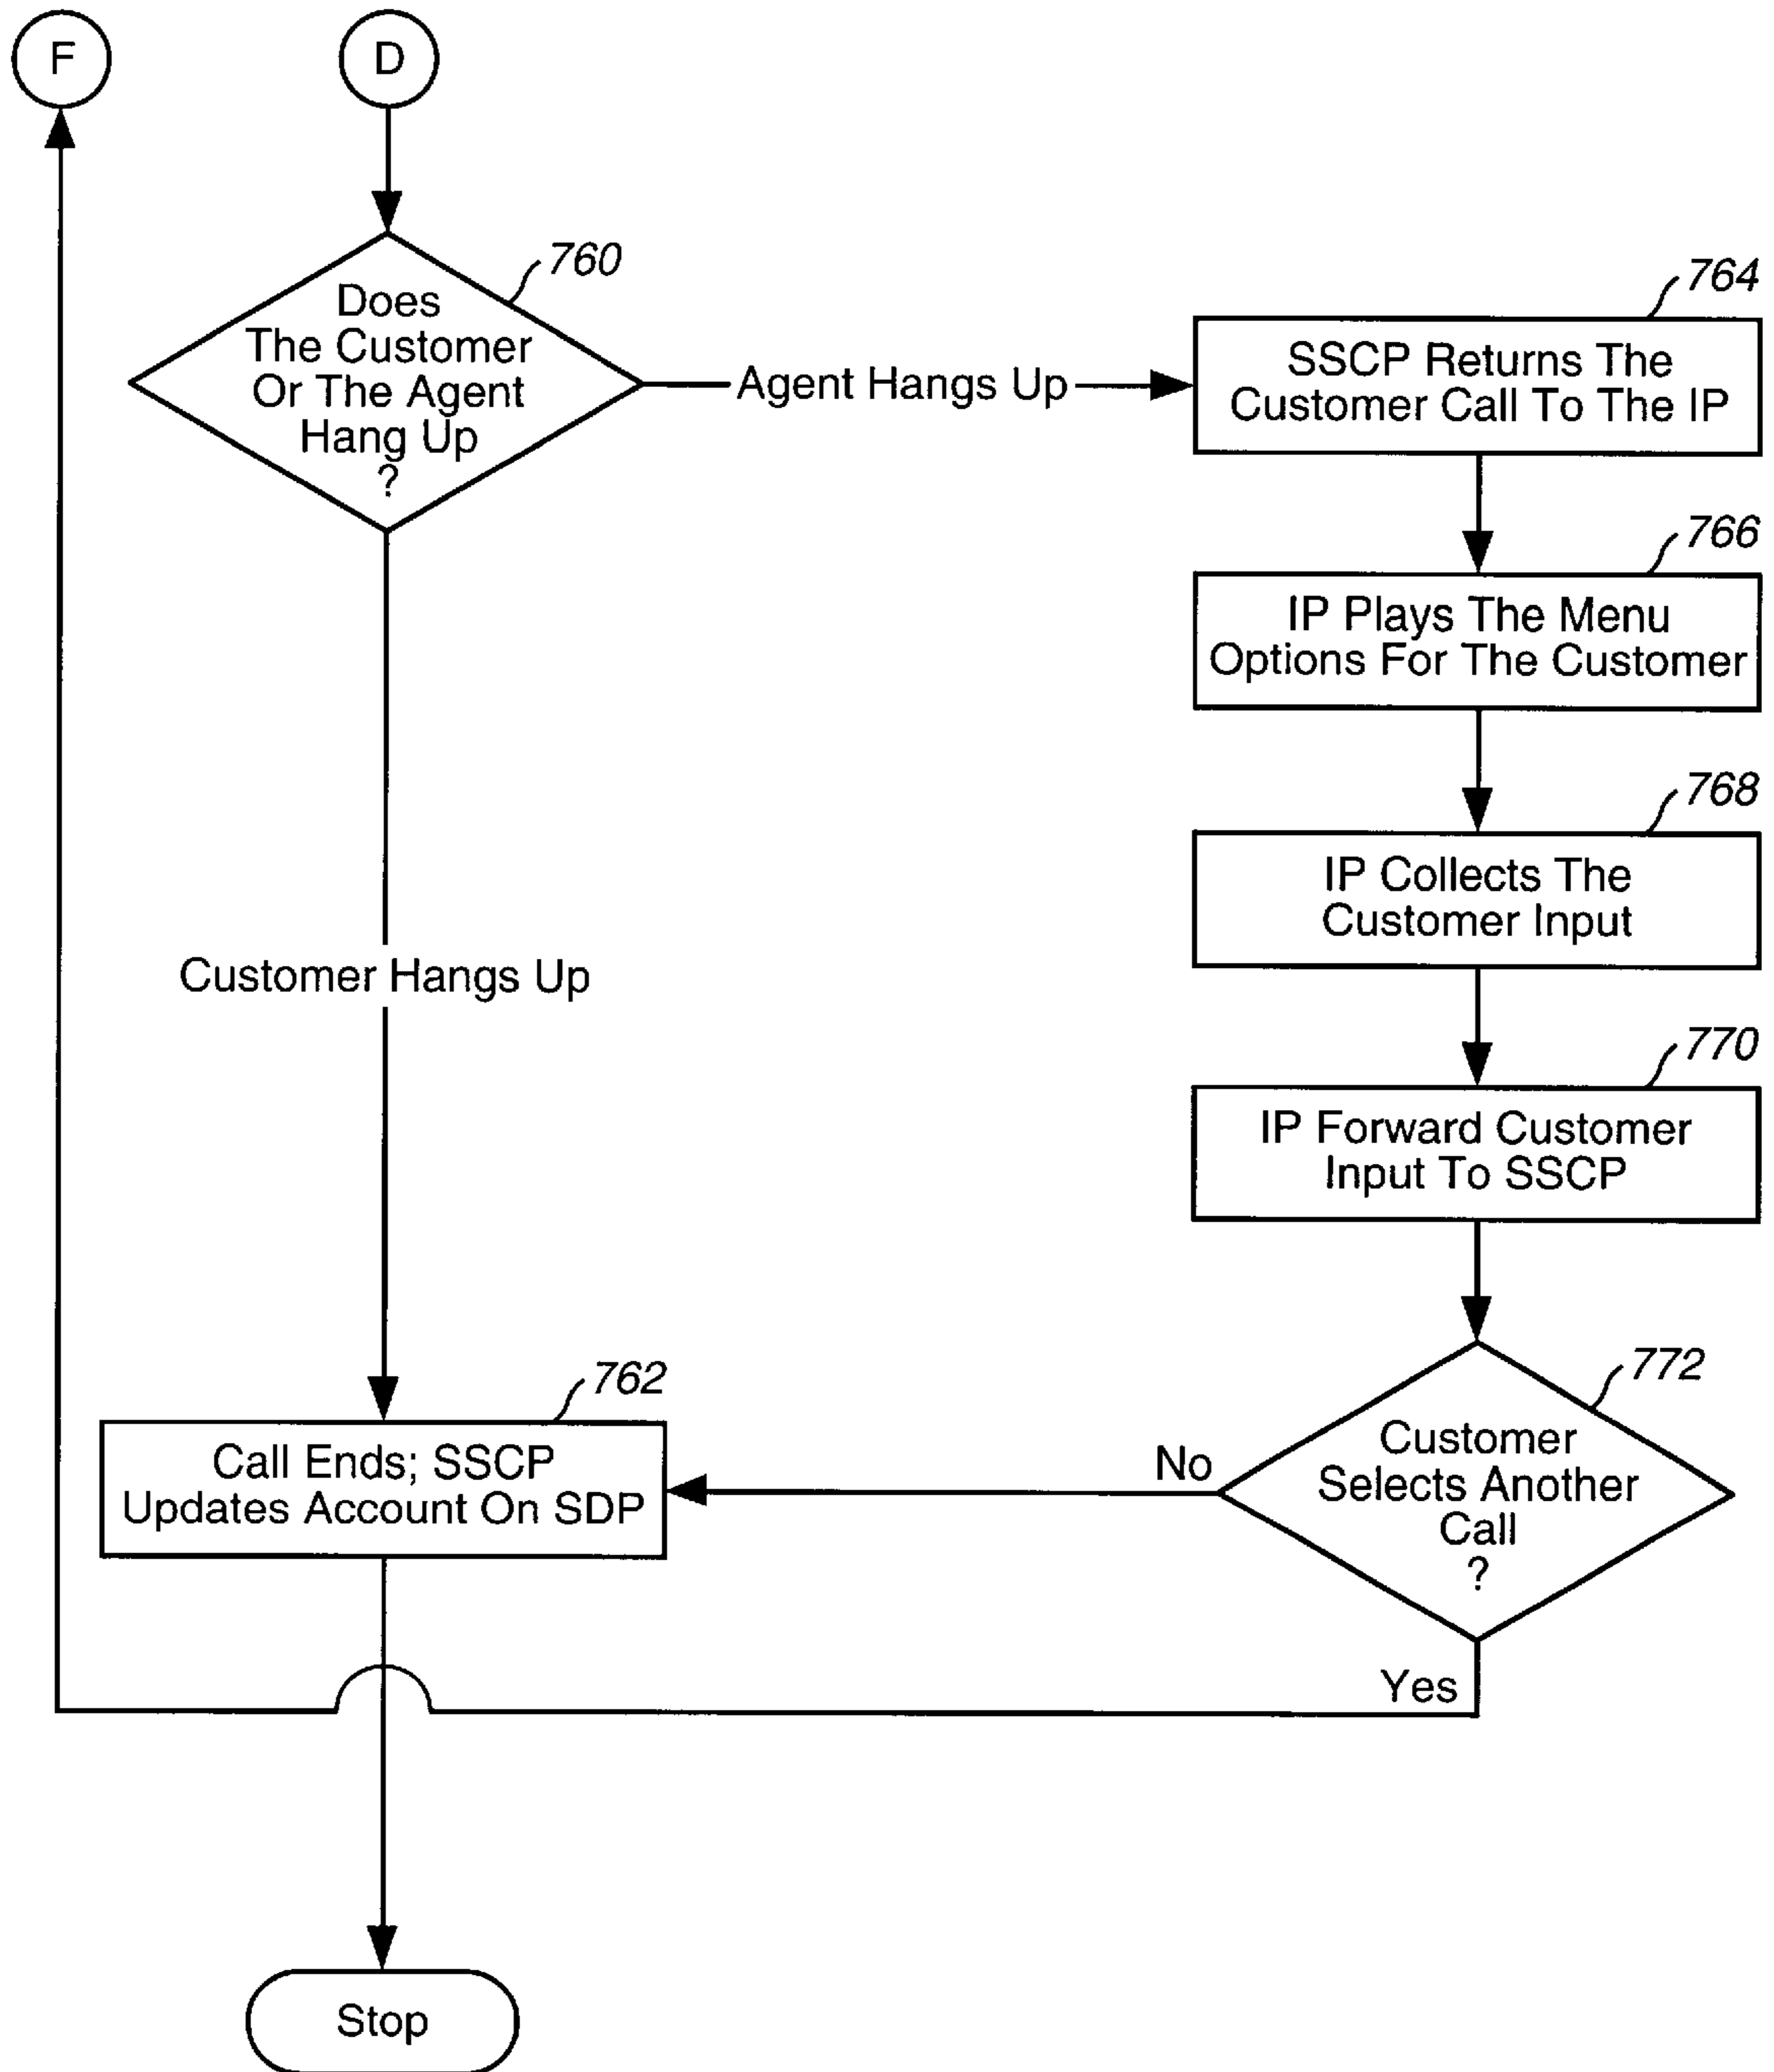 F
D
760
Does
The Customer
Or The Agent
Hang Up
?
Agent Hangs Up
764
SSCP Returns The
Customer Call To The IP
766
IP Plays The Menu
Options For The Customer
768
IP Collects The
Customer Input
770
IP Forward Customer
Input To SSCP
Customer Hangs Up
762
Call Ends; SSCP
Updates Account On SDP
772
Customer
Selects Another
Call
?
No
Yes
Stop